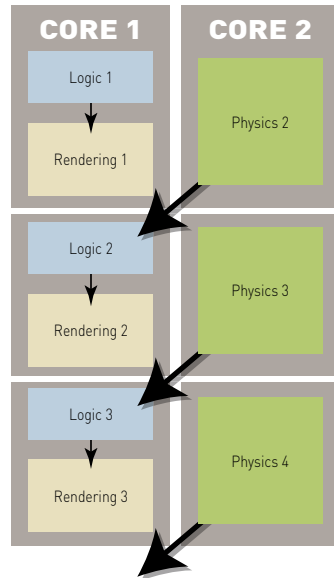 CORE 1
CORE 2
Logic 1
Physics 2
Rendering 1
Logic 2
Physics 3
Rendering 2
Logic 3
Physics 4
Rendering 3